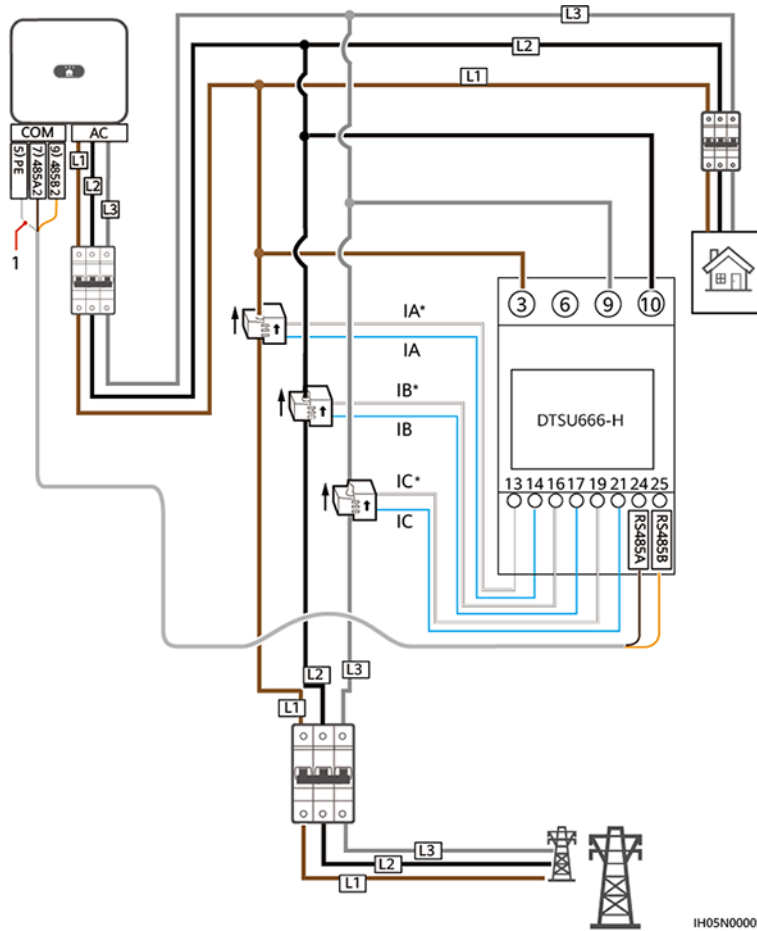 L3
L2
L1
COM
AC
5) PE
7) 485A2
9) 485B2
L1
L2
L3
1
3
6
9
10
IA*
IA
IB*
IB
IC*
IC
DTSU666-H
13 14 16 17 19 21 24 25
RS485A
RS485B
L2
L3
L1
L3
L2
L1
IH05N0000